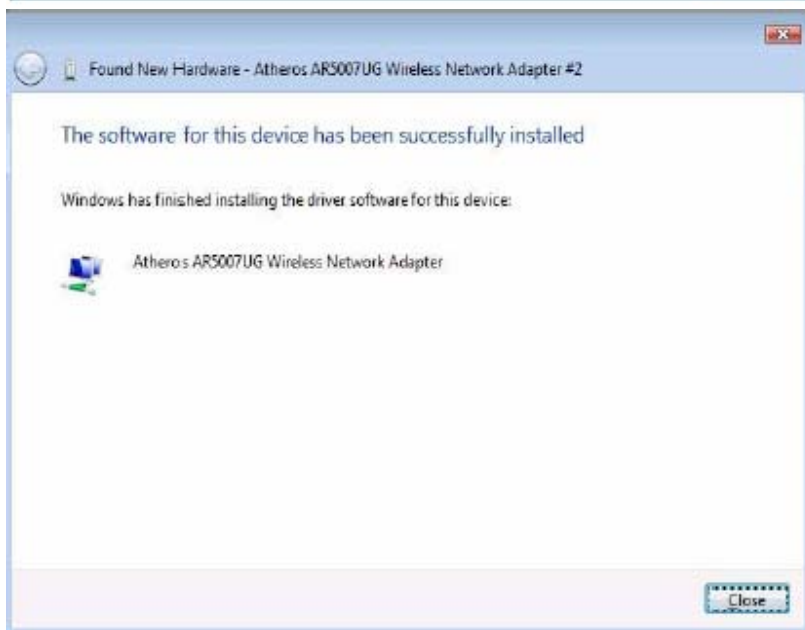 Found New Hardware - Atheros AR5007UG Wireless Network Adapter #2
The software for this device has been successfully installed
Windows has finished installing the driver software for this device:
Atheros AR5007UG Wireless Network Adapter
Close